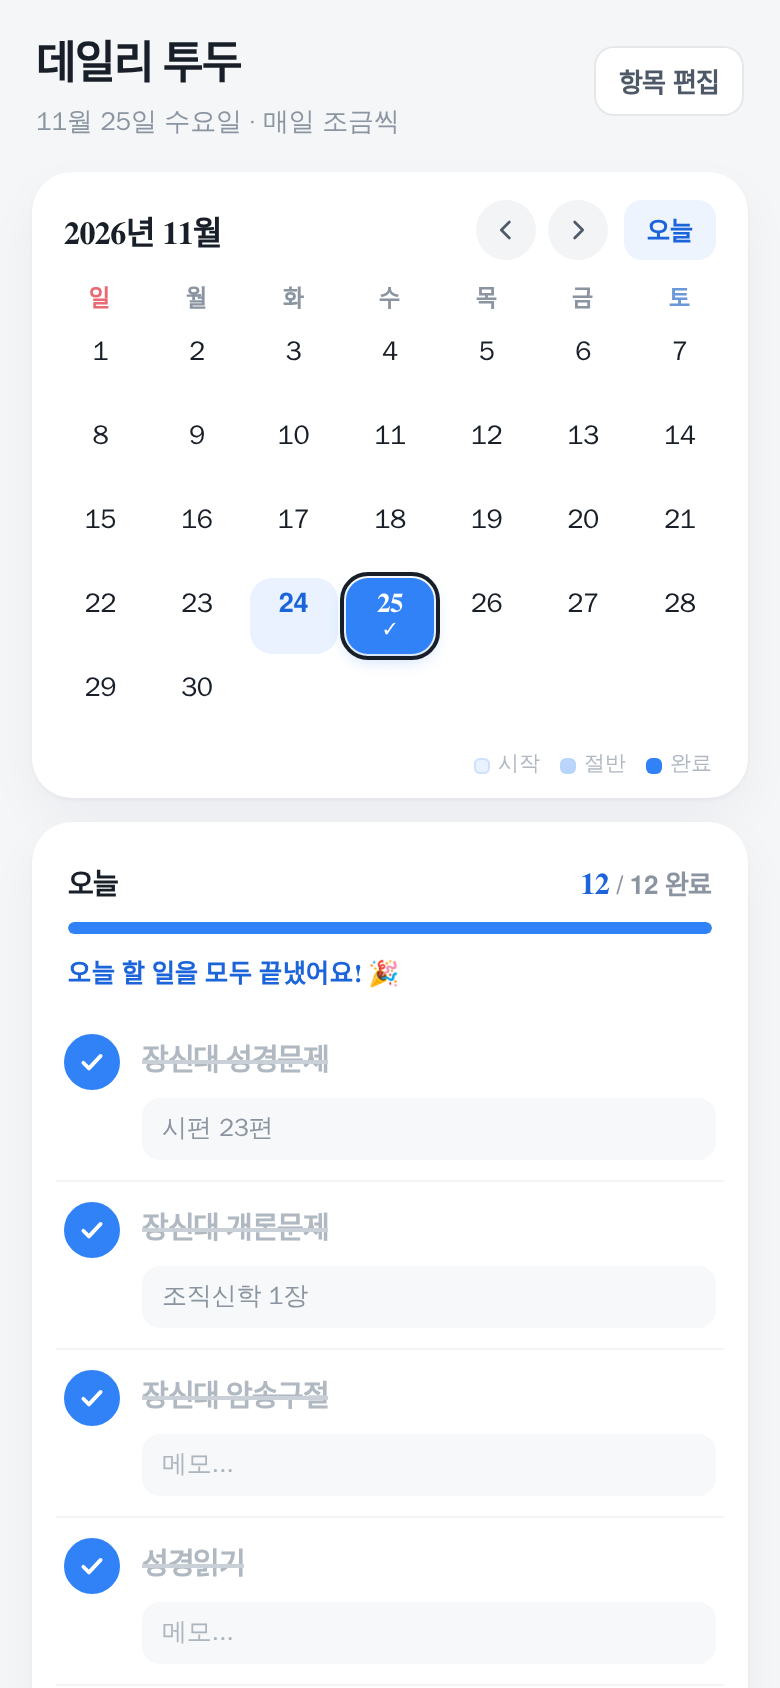 데일리 투두
11월 25일 수요일 · 매일 조금씩
항목 편집
2026년 11월
오늘
일 월 화 수 목 금 토
1 2 3 4 5 6 7
8 9 10 11 12 13 14
15 16 17 18 19 20 21
22 23 24 25 26 27 28
✓
29 30
시작 절반 완료
오늘
12 / 12 완료
오늘 할 일을 모두 끝냈어요! 🎉
장신대 성경문제
시편 23편
장신대 개론문제
조직신학 1장
장신대 암송구절
메모...
성경읽기
메모...